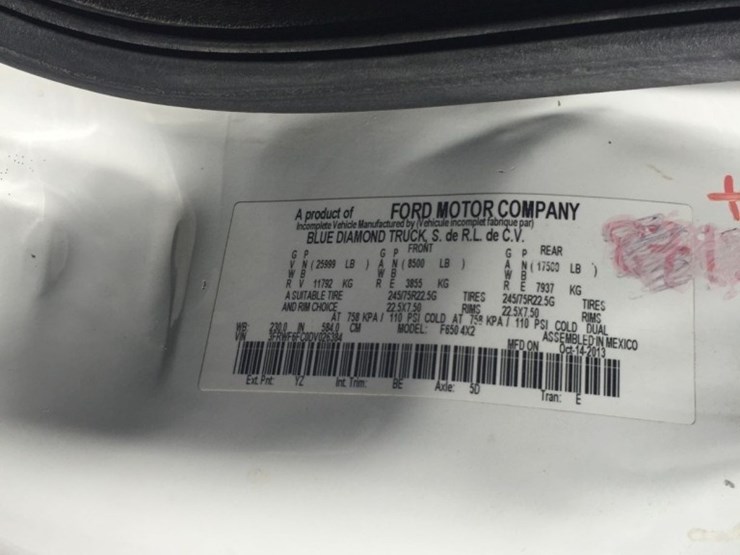 A product of FORD MOTOR COMPANY
Incomplete Vehicle Manufactured by (Vehicule incomplet fabrique par)
BLUE DIAMOND TRUCK, S. de R.L. de C.V.
FRONT REAR
G P G P G P
V N ( 25999 LB ) A N ( 8500 LB ) A N ( 17500 LB )
W B W B W B
R V 11792 KG R E 3855 KG R E 7937 KG
A SUITABLE TIRE 245/75R22.5G TIRES 245/75R22.5G TIRES
AND RIM CHOICE 22.5X7.50 RIMS 22.5X7.50 RIMS
AT 758 KPA / 110 PSI COLD AT 758 KPA / 110 PSI COLD DUAL
WB: 230.0 IN 584.0 CM MODEL: F650 4X2 ASSEMBLED IN MEXICO
VIN MFD ON Oct-14-2013
Ext Pnt: YZ Int Trim: BE Axle: 5D Tran: E